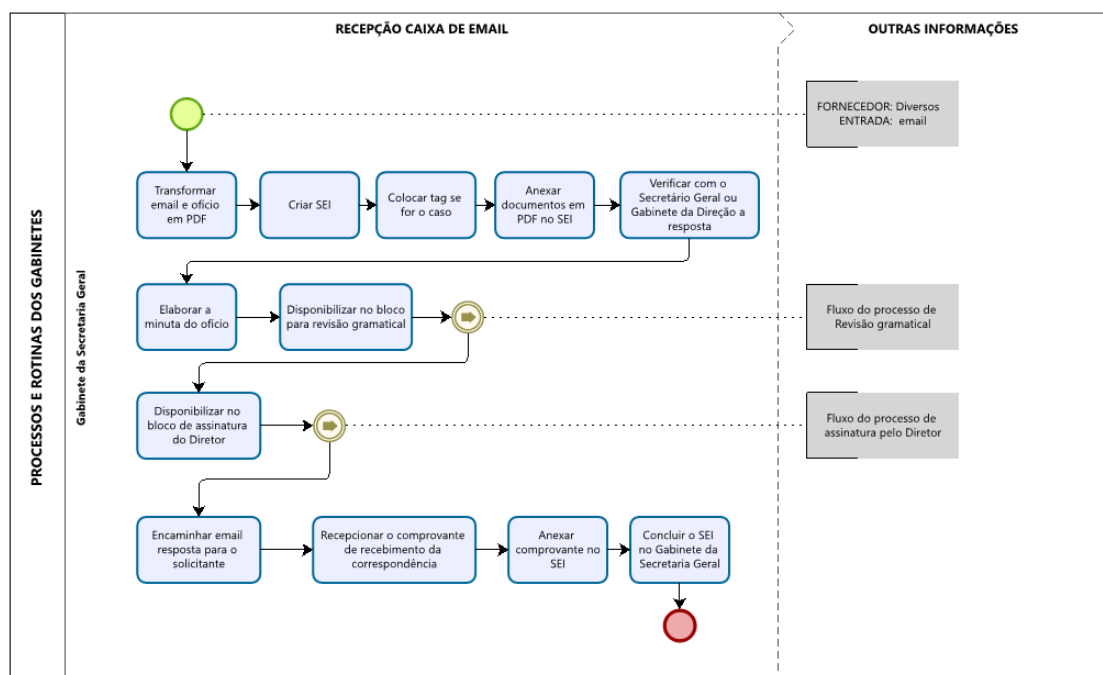 RECEPÇÃO CAIXA DE EMAIL
OUTRAS INFORMAÇÕES
PROCESSOS E ROTINAS DOS GABINETES
Gabinete da Secretaria Geral
FORNECEDOR: Diversos
ENTRADA: email
Transformar
email e ofício
em PDF
Criar SEI
Colocar tag se
for o caso
Anexar
documentos em
PDF no SEI
Verificar com o
Secretário Geral ou
Gabinete da Direção a
resposta
Elaborar a
minuta do ofício
Disponibilizar no bloco
para revisão gramatical
Fluxo do processo de
Revisão gramatical
Disponibilizar no
bloco de assinatura
do Diretor
Fluxo do processo de
assinatura pelo Diretor
Encaminhar email
resposta para o
solicitante
Recepcionar o comprovante
de recebimento da
correspondência
Anexar
comprovante no
SEI
Concluir o SEI
no Gabinete da
Secretaria Geral